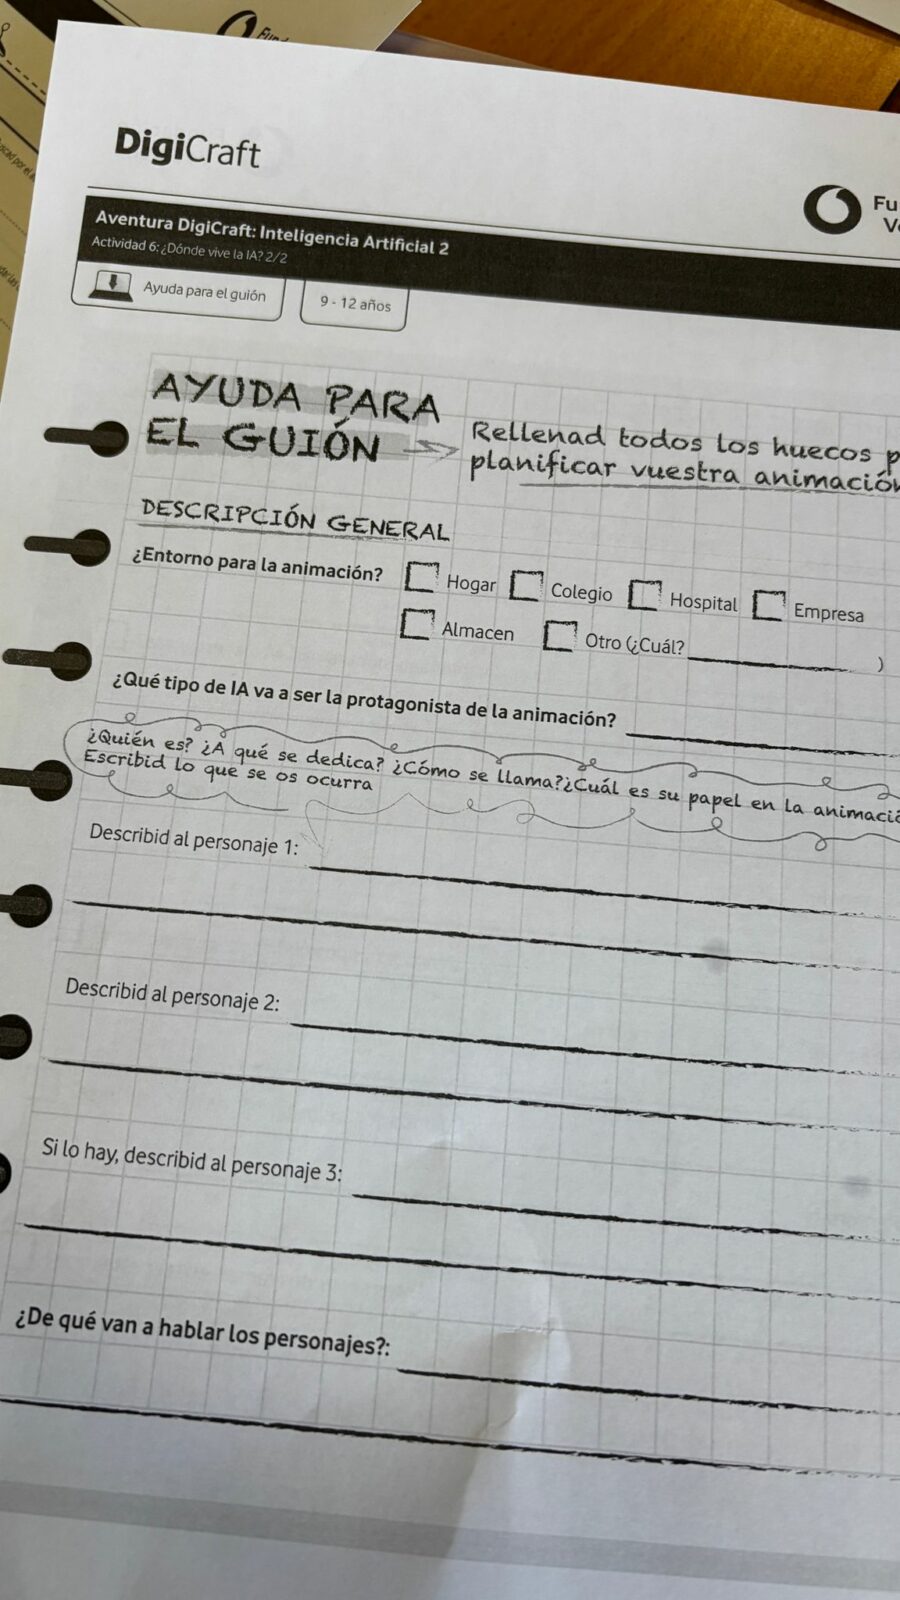 DigiCraft
Aventura DigiCraft: Inteligencia Artificial 2
Actividad 6: ¿Dónde vive la IA? 2/2
Ayuda para el guión
9 - 12 años
AYUDA PARA
EL GUIÓN
Rellenad todos los huecos
planificar vuestra animación
DESCRIPCIÓN GENERAL
¿Entorno para la animación? Hogar Colegio Hospital Empresa
Almacen Otro (¿Cuál? )
¿Qué tipo de IA va a ser la protagonista de la animación?
¿Quién es? ¿A qué se dedica? ¿Cómo se llama?¿Cuál es su papel en la
Escribid lo que se os ocurra
Describid al personaje 1:
Describid al personaje 2:
Si lo hay, describid al personaje 3:
¿De qué van a hablar los personajes?: